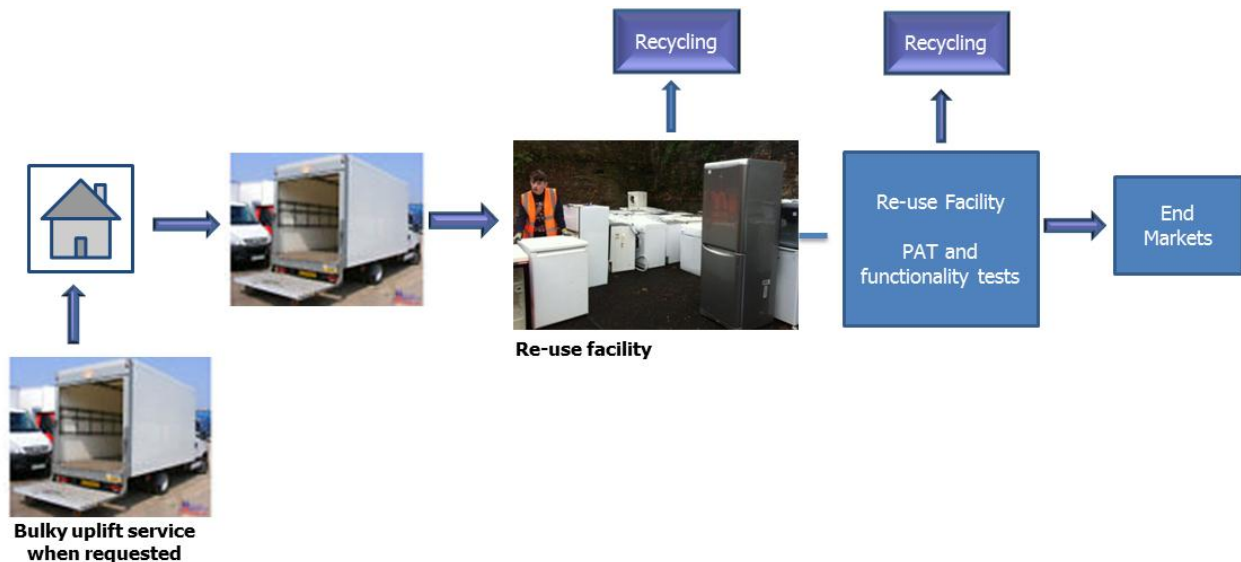 Recycling
Recycling
Re-use Facility
PAT and
functionality tests
End
Markets
Re-use facility
Bulky uplift service
when requested